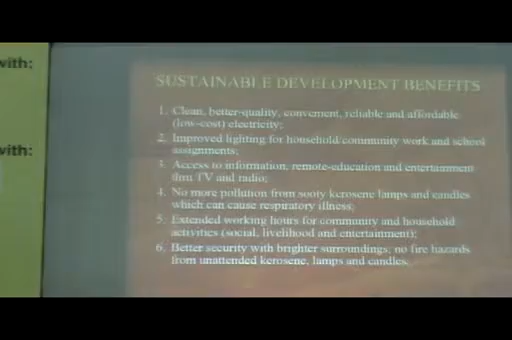 with:
with:
SUSTAINABLE DEVELOPMENT BENEFITS
1. Clean, better-quality, convenient, reliable and affordable
(low-cost) electricity;
2. Improved lighting for household/community work and school
assignments;
3. Access to information, remote-education and entertainment
thru TV and radio;
4. No more pollution from sooty kerosene lamps and candles
which can cause respiratory illness;
5. Extended working hours for community and household
activities (social, livelihood and entertainment);
6. Better security with brighter surroundings; no fire hazards
from unattended kerosene, lamps and candles.